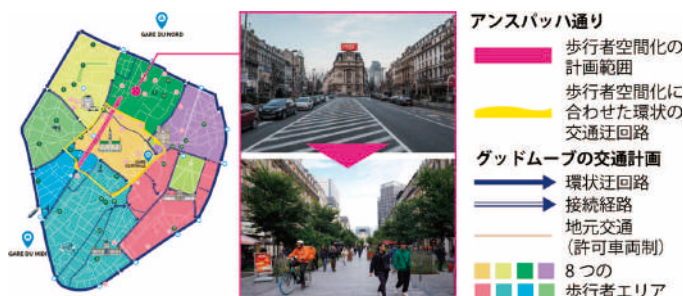 GARE DU NORD
GARE DU MIDI
アンスパッハ通り
歩行者空間化の
計画範囲
歩行者空間化に
合わせた環状の
交通迂回路
グッドムーブの交通計画
環状迂回路
接続経路
地元交通
（許可車両制）
8つの
歩行者エリア